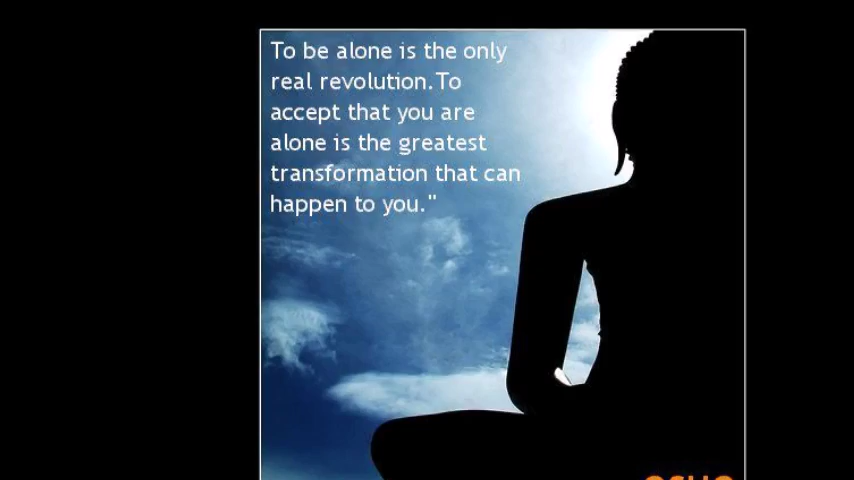 To be alone is the only
real revolution.To
accept that you are
alone is the greatest
transformation that can
happen to you."